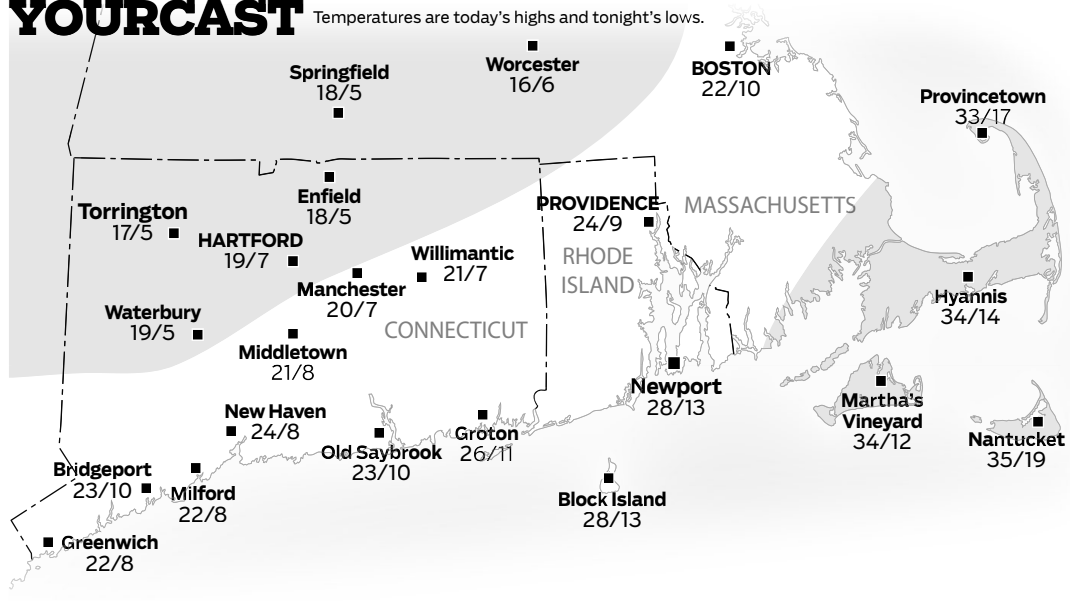 YOURCAST
Temperatures are today's highs and tonight's lows.
Springfield
18/5
Worcester
16/6
BOSTON
22/10
Provincetown
33/17
Enfield
18/5
Torrington
17/5
HARTFORD
19/7
Willimantic
21/7
Manchester
20/7
PROVIDENCE
24/9
MASSACHUSETTS
RHODE
ISLAND
Hyannis
34/14
Waterbury
19/5
CONNECTICUT
Middletown
21/8
Newport
28/13
Martha's
Vineyard
34/12
New Haven
24/8
Old Saybrook
23/10
Groton
26/11
Nantucket
35/19
Bridgeport
23/10
Milford
22/8
Block Island
28/13
Greenwich
22/8